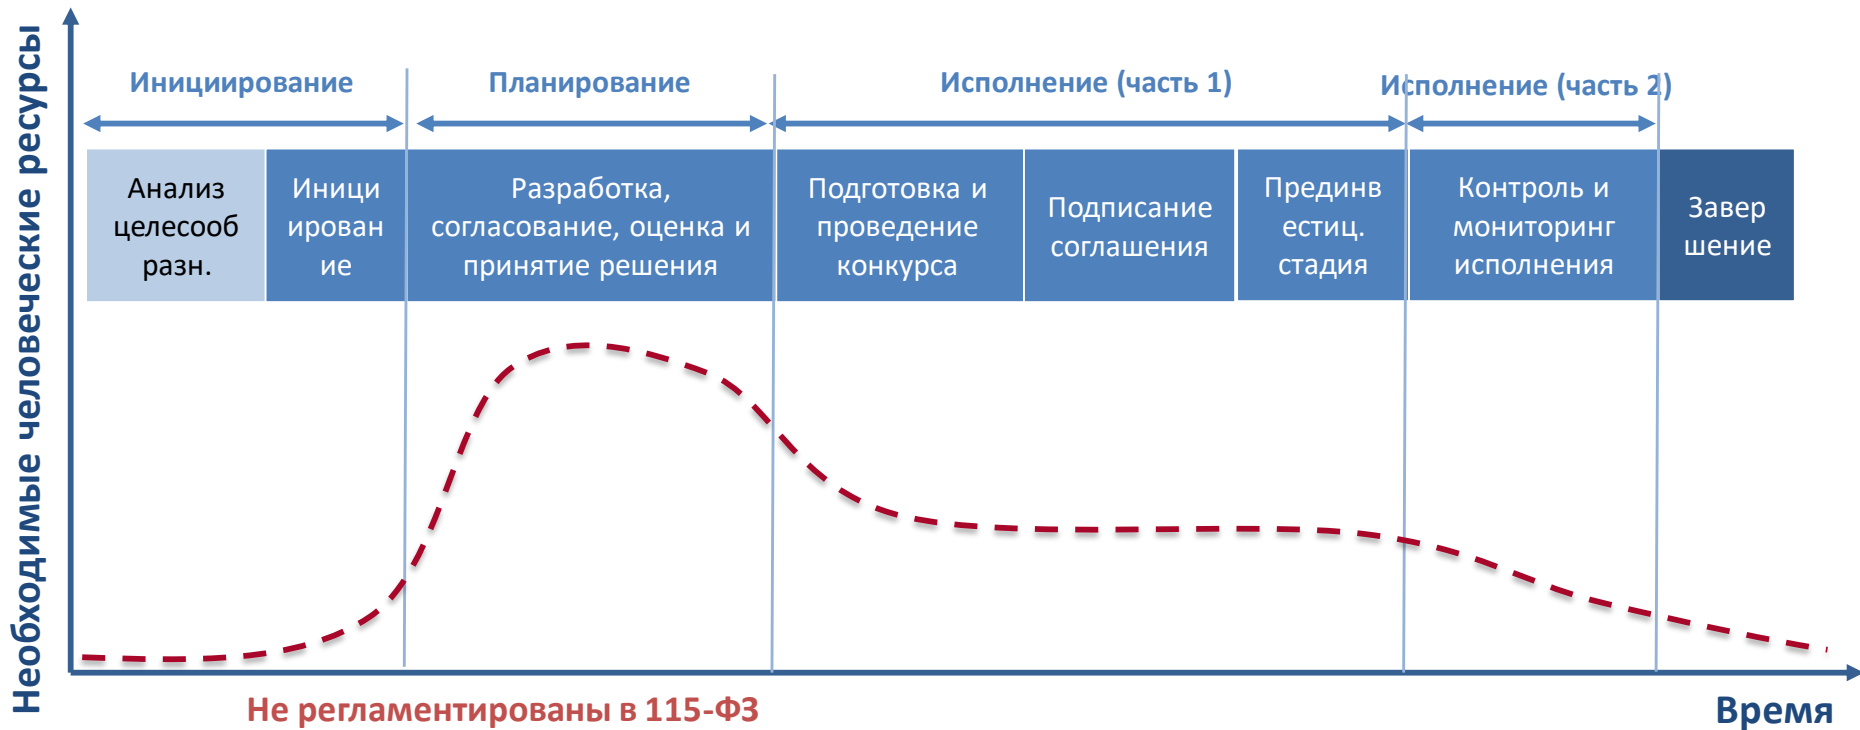 Необходимые человеческие ресурсы
Инициирование
Планирование
Исполнение (часть 1)
Исполнение (часть 2)
Анализ
целесооб
разн.
Иници
ирован
ие
Разработка,
согласование, оценка и
принятие решения
Подготовка и
проведение
конкурса
Подписание
соглашения
Прединв
естиц.
стадия
Контроль и
мониторинг
исполнения
Завер
шение
Не регламентированы в 115-ФЗ
Время